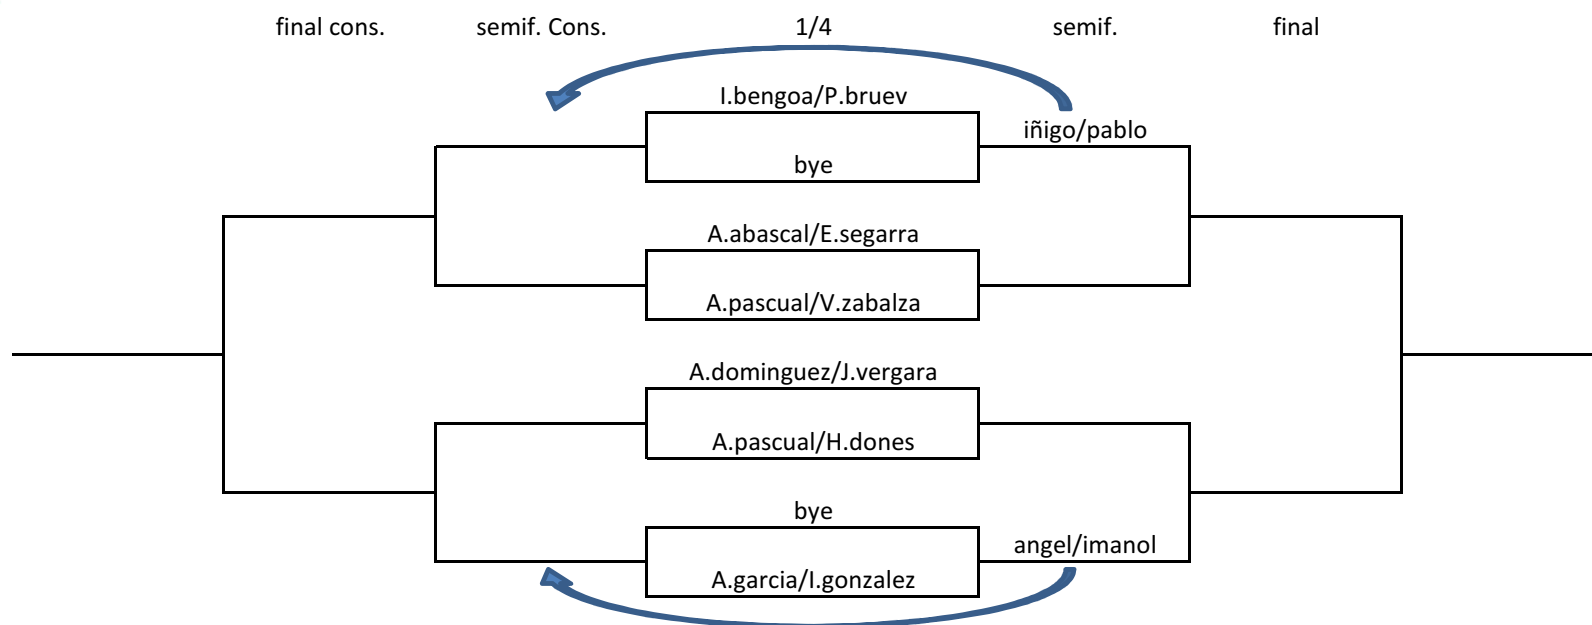 final cons. semif. Cons. 1/4 semif. final
I.bengoa/P.bruev
iñigo/pablo
bye
A.abascal/E.segarra
A.pascual/V.zabalza
A.dominguez/J.vergara
A.pascual/H.dones
bye
angel/imanol
A.garcia/I.gonzalez